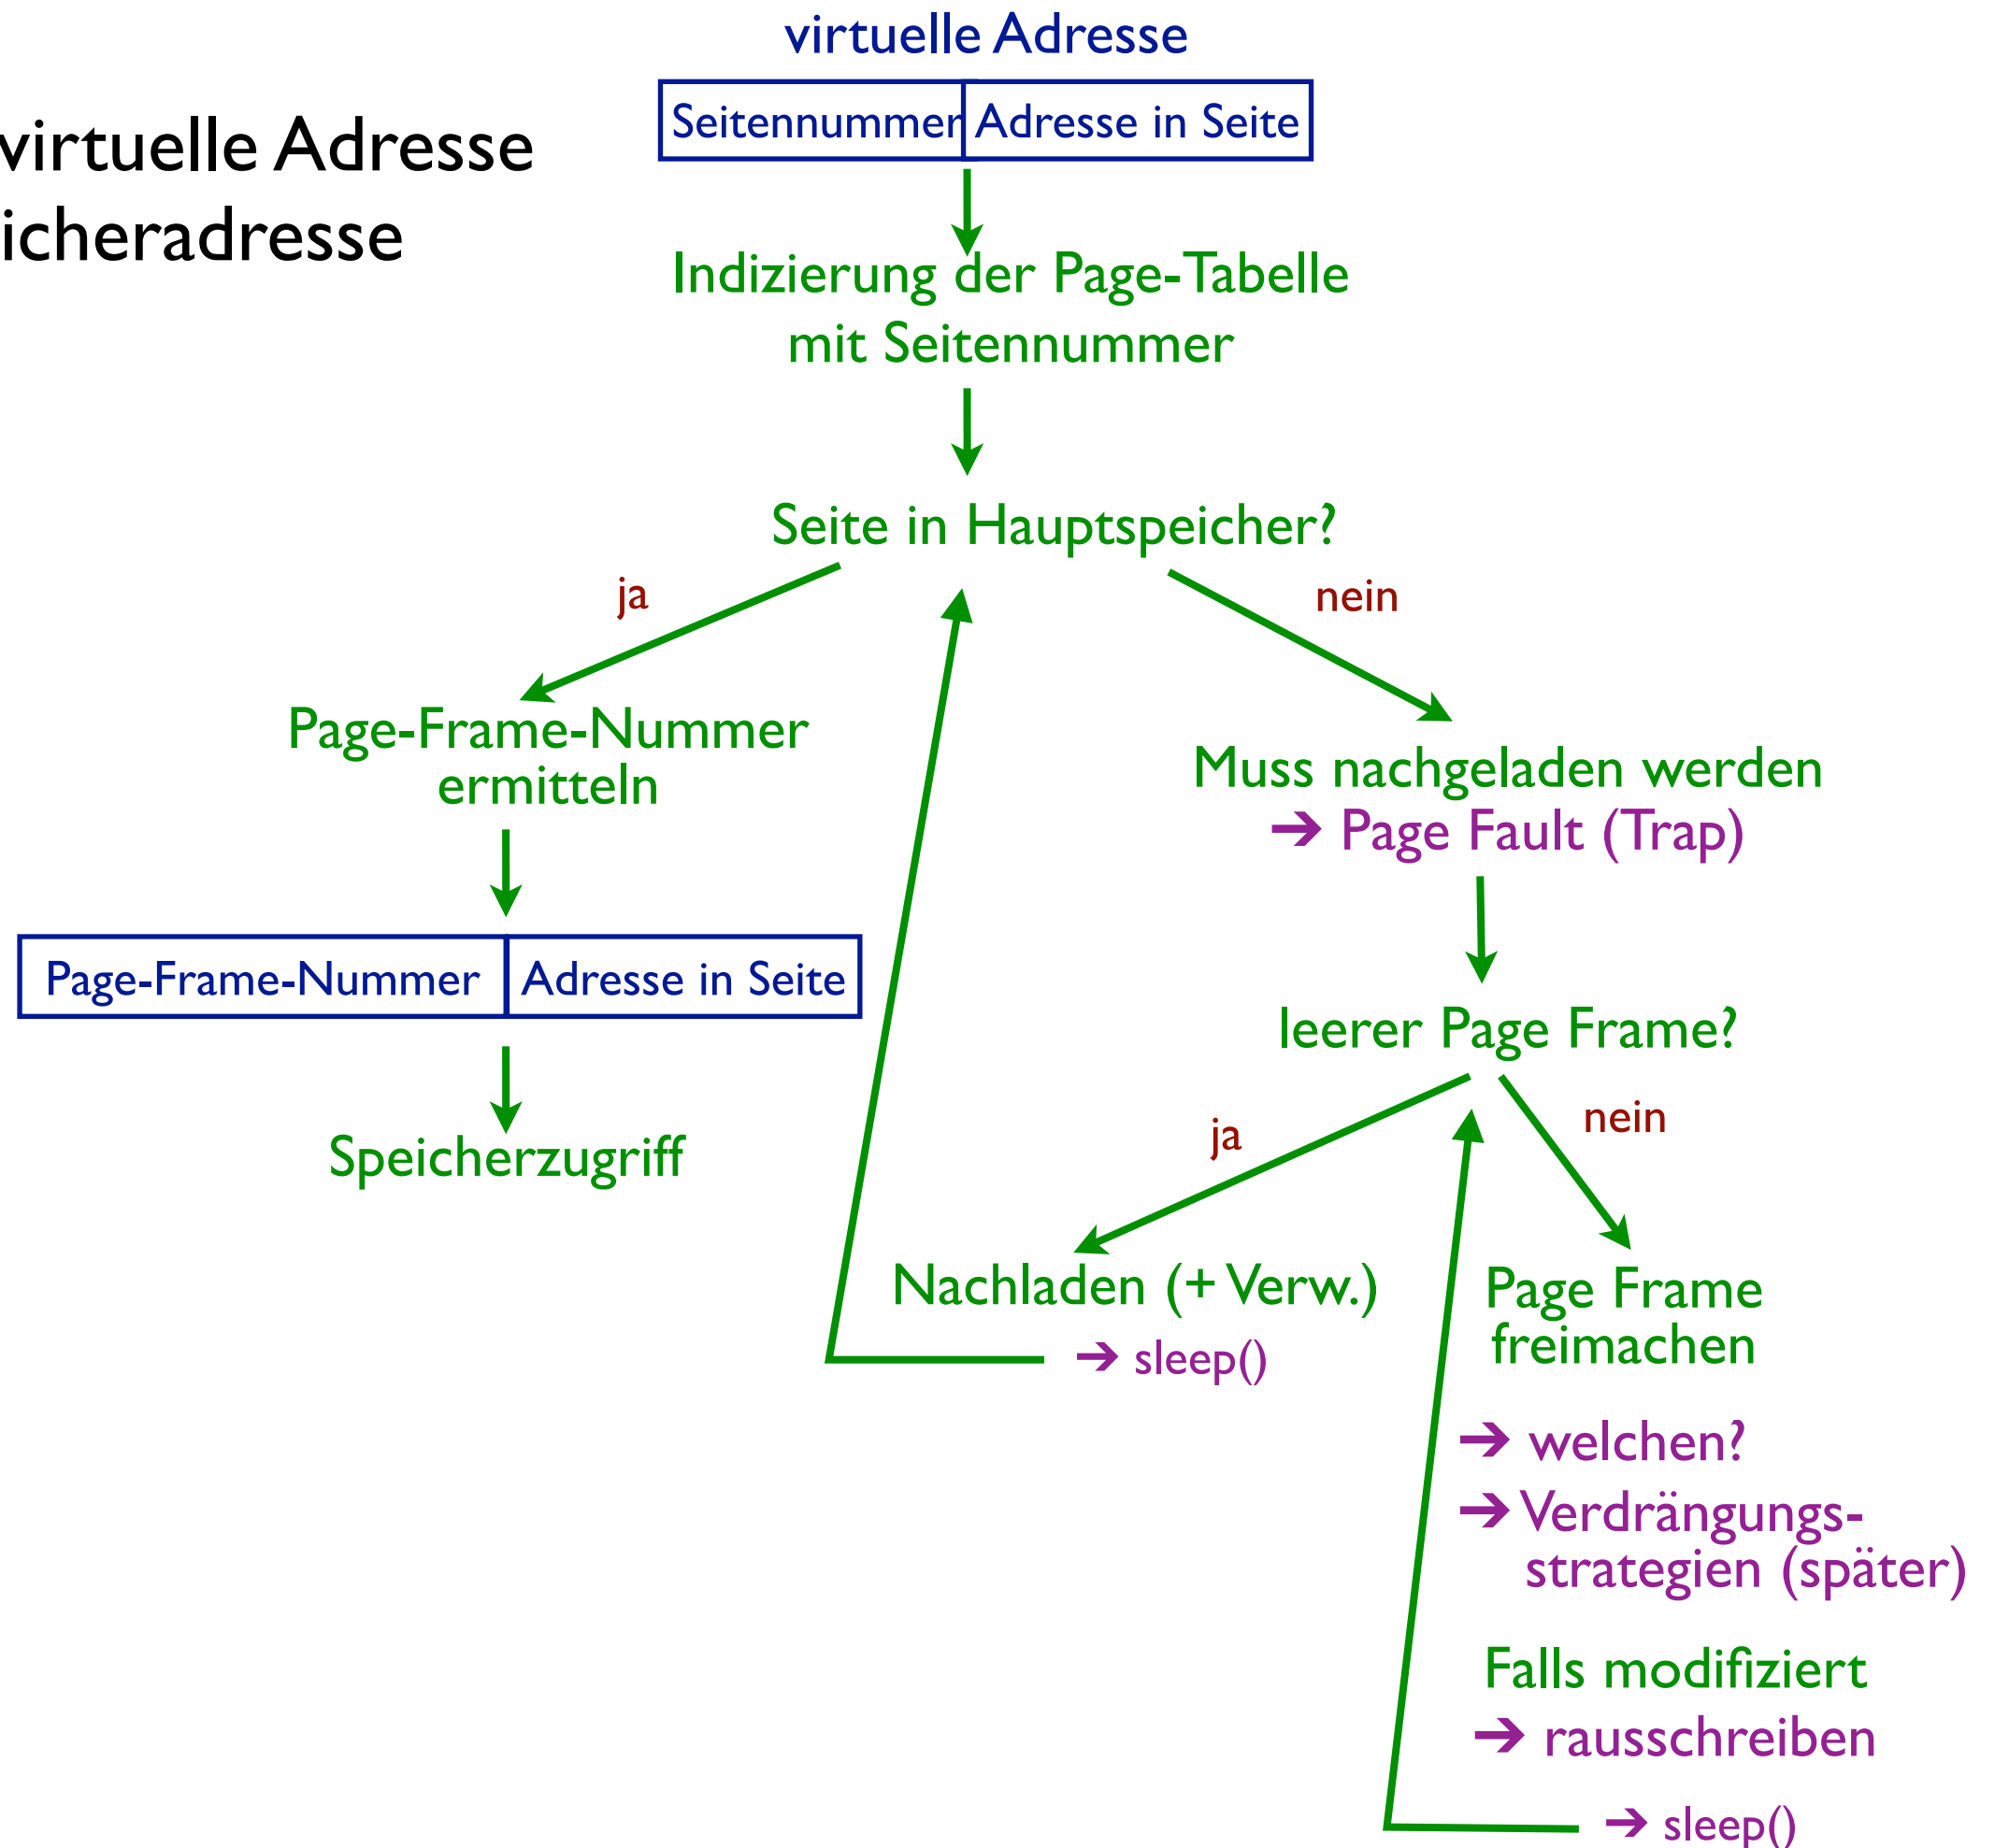 virtuelle Adresse
Seitennummer Adresse in Seite
virtuelle Adresse
icheradresse
Indizierung der Page-Tabelle
mit Seitennummer
Seite in Hauptspeicher?
ja
nein
Page-Frame-Nummer
ermitteln
Muss nachgeladen werden
➔ Page Fault (Trap)
Page-Frame-Nummer Adresse in Seite
leerer Page Frame?
Speicherzugriff
ja
nein
Nachladen (+ Verw.)
➔ sleep()
Page Frame
freimachen
➔ welchen?
➔ Verdrängungs-
strategien (später)
Falls modifiziert
➔ rausschreiben
➔ sleep()